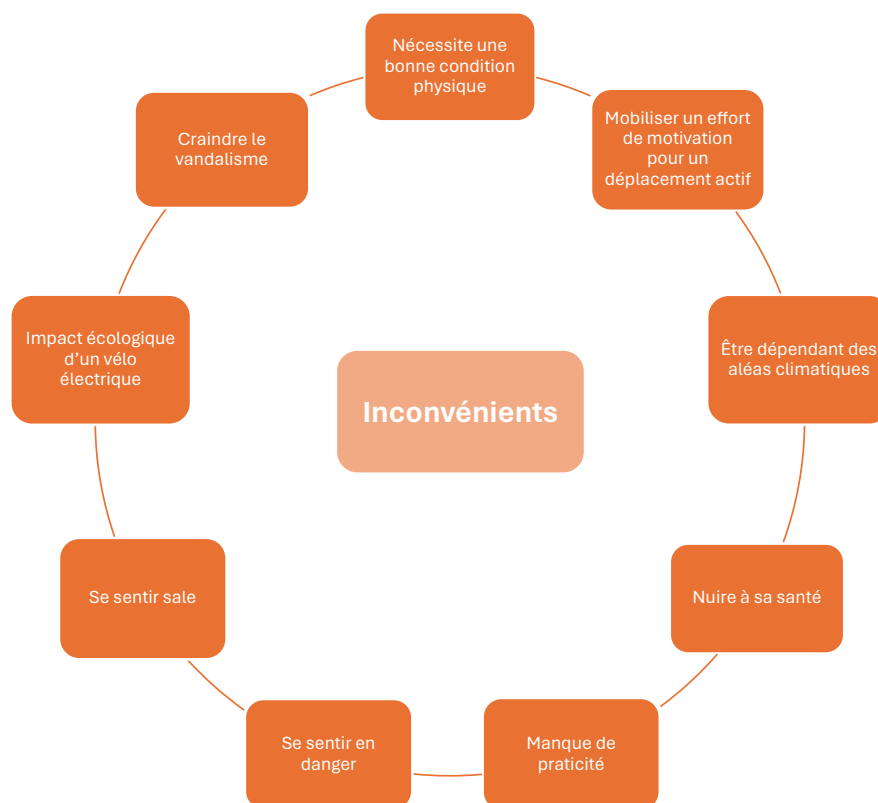 Nécessite une
bonne condition
physique
Mobiliser un effort
de motivation
pour un
déplacement actif
Être dépendant des
aléas climatiques
Nuire à sa santé
Manque de
praticité
Se sentir en
danger
Se sentir sale
Impact écologique
d’un vélo
électrique
Craindre le
vandalisme
Inconvénients